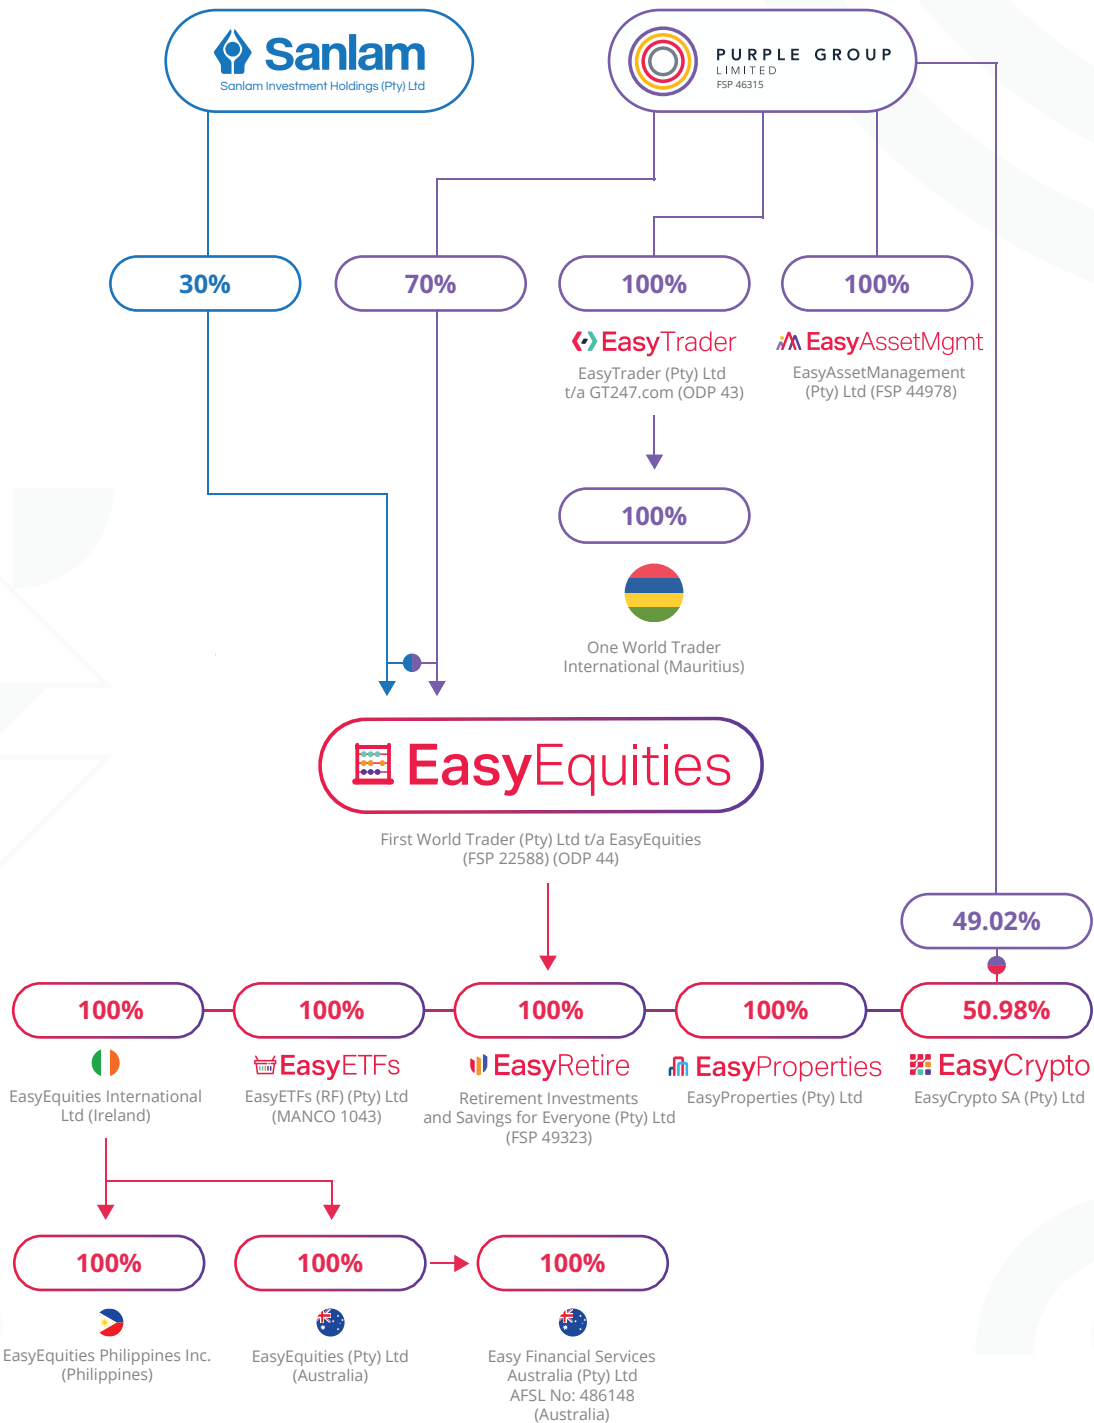 Sanlam
Sanlam Investment Holdings (Pty) Ltd
PURPLE GROUP
LIMITED
FSP 46315
30%
70%
100%
100%
EasyTrader
EasyTrader (Pty) Ltd
t/a GT247.com (ODP 43)
EasyAssetMgmt
EasyAssetManagement
(Pty) Ltd (FSP 44978)
100%
One World Trader
International (Mauritius)
EasyEquities
First World Trader (Pty) Ltd t/a EasyEquities
(FSP 22588) (ODP 44)
49.02%
100%
100%
100%
100%
50.98%
EasyEquities International
Ltd (Ireland)
EasyETFs
EasyETFs (RF) (Pty) Ltd
(MANCO 1043)
EasyRetire
Retirement Investments
and Savings for Everyone (Pty) Ltd
(FSP 49323)
EasyProperties
EasyProperties (Pty) Ltd
EasyCrypto
EasyCrypto SA (Pty) Ltd
100%
100%
100%
EasyEquities Philippines Inc.
(Philippines)
EasyEquities (Pty) Ltd
(Australia)
Easy Financial Services
Australia (Pty) Ltd
AFSL No: 486148
(Australia)